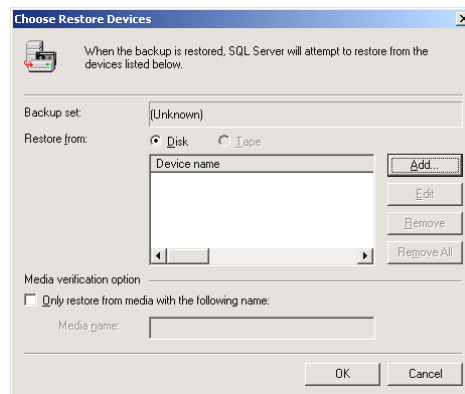 Choose Restore Devices
When the backup is restored, SQL Server will attempt to restore from the
devices listed below.
Backup set:
(Unknown)
Restore from:
Disk
Tape
Device name
Add...
Edit
Remove
Remove All
Media verification option
Only restore from media with the following name:
Media name:
OK
Cancel